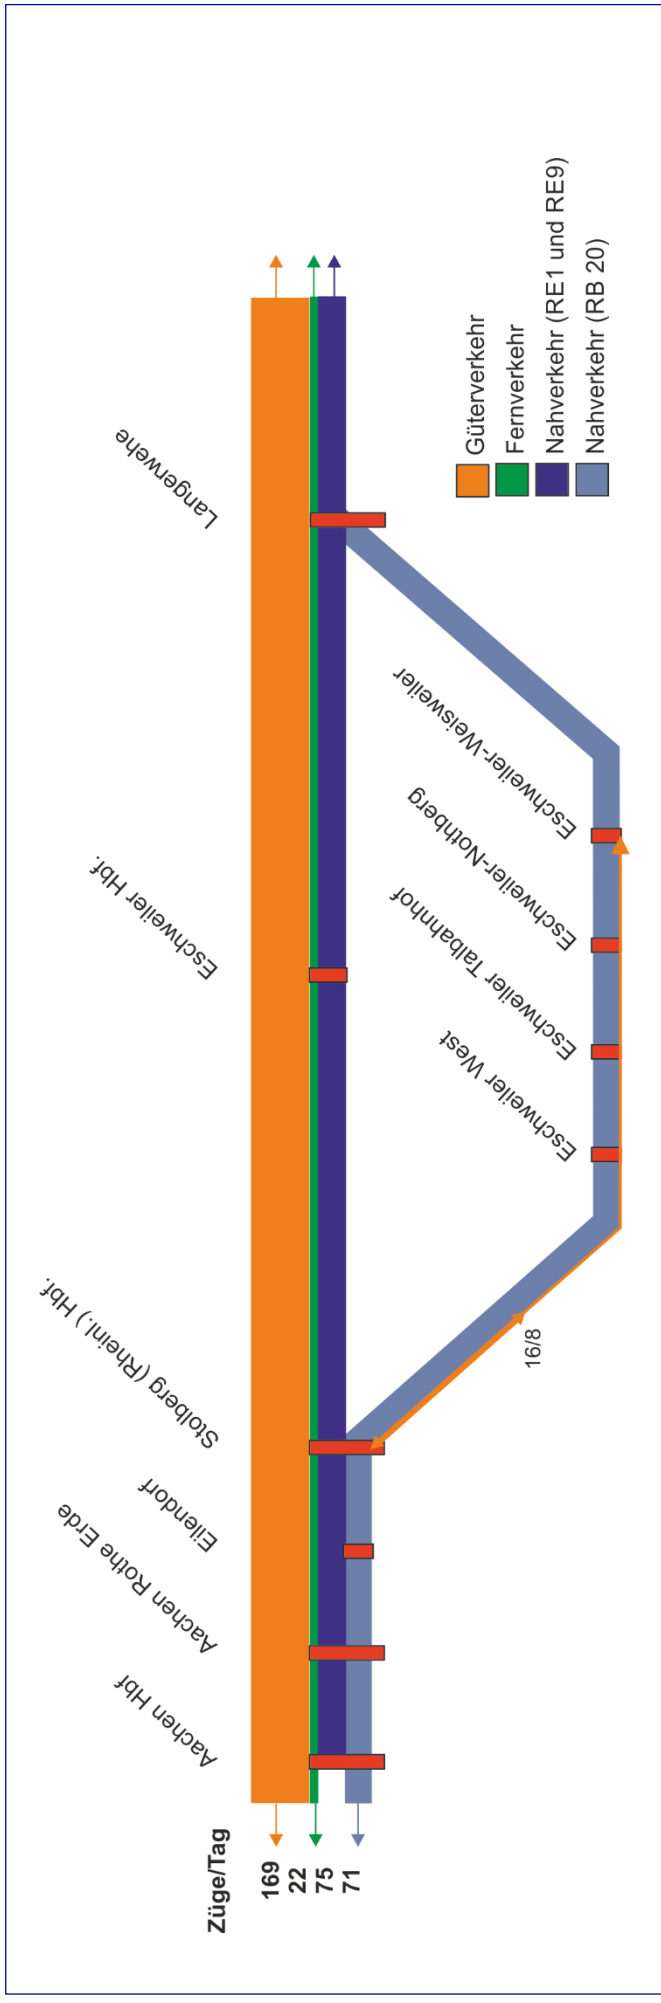 Züge/Tag
169
22
75
71
Aachen Hbf
Aachen Rothe Erde
Eilendorf
Stolberg (Rheinl.) Hbf.
Eschweiler Hbf.
Langerwehe
16/8
Eschweiler West
Eschweiler Talbahnhof
Eschweiler-Nothberg
Eschweiler-Weisweiler
Güterverkehr
Fernverkehr
Nahverkehr (RE1 und RE9)
Nahverkehr (RB 20)